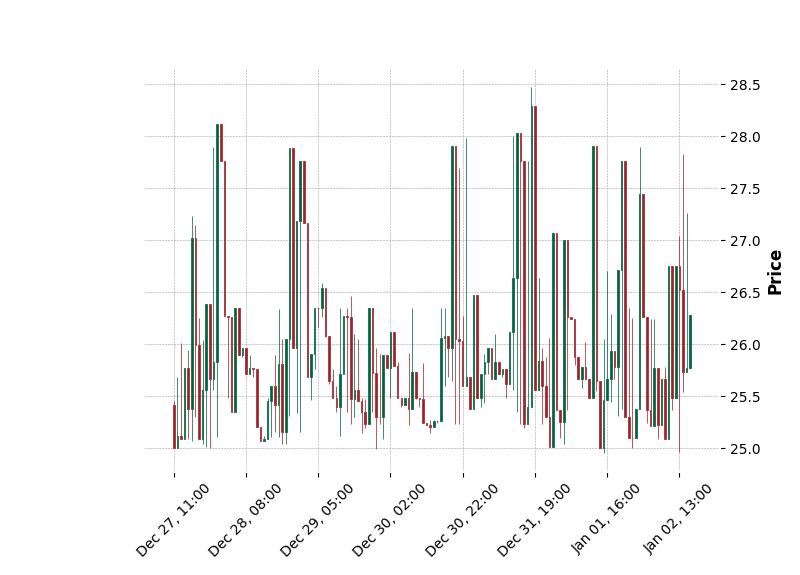 28.5
28.0
27.5
27.0
26.5
26.0
25.5
25.0
Price
Dec 27, 11:00
Dec 28, 08:00
Dec 29, 05:00
Dec 30, 02:00
Dec 30, 22:00
Dec 31, 19:00
Jan 01, 16:00
Jan 02, 13:00